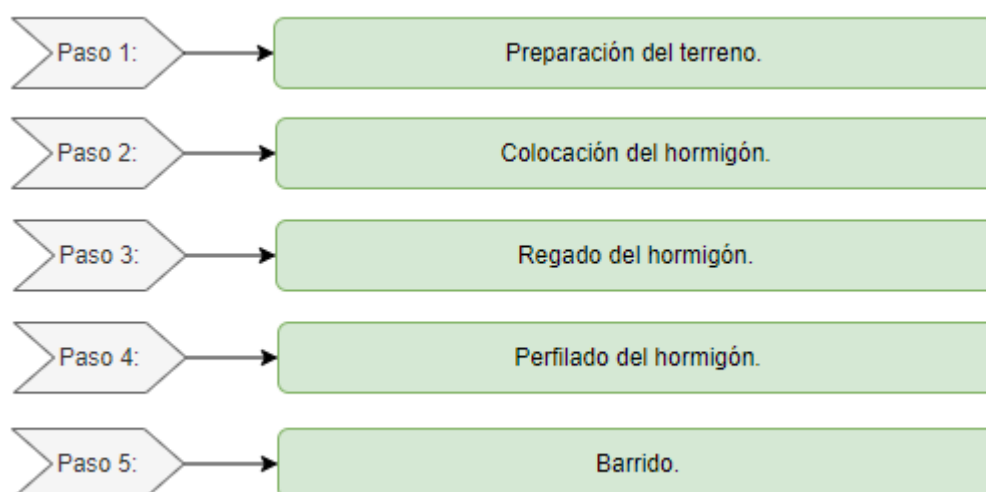 Paso 1:
Preparación del terreno.
Paso 2:
Colocación del hormigón.
Paso 3:
Regado del hormigón.
Paso 4:
Perfilado del hormigón.
Paso 5:
Barrido.